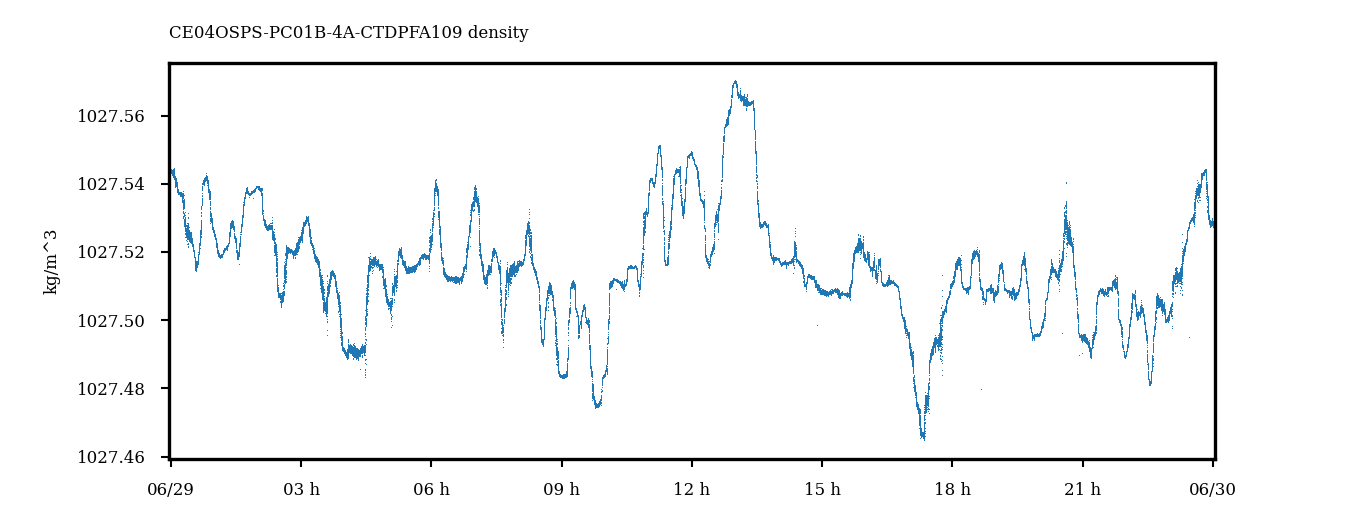 CE04OSPS-PC01B-4A-CTDPFA109 density
kg/m^3
1027.56
1027.54
1027.52
1027.50
1027.48
1027.46
06/29
03 h
06 h
09 h
12 h
15 h
18 h
21 h
06/30